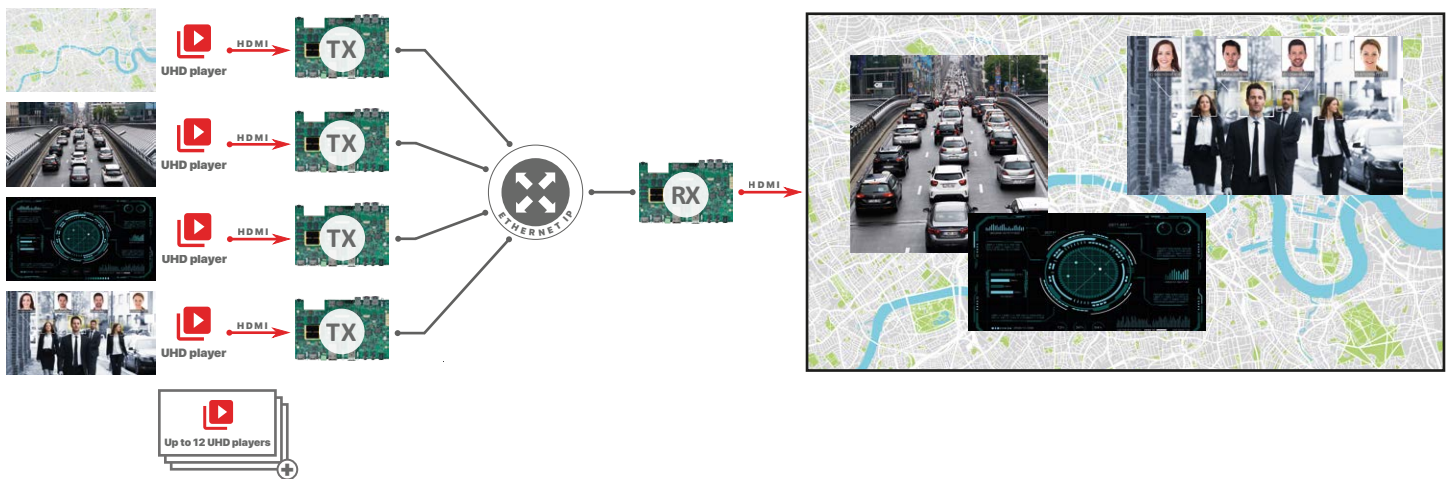 HDMI
TX
UHD player
HDMI
TX
UHD player
ETHERNET IP
RX
HDMI
HDMI
TX
UHD player
HDMI
TX
UHD player
Up to 12 UHD players